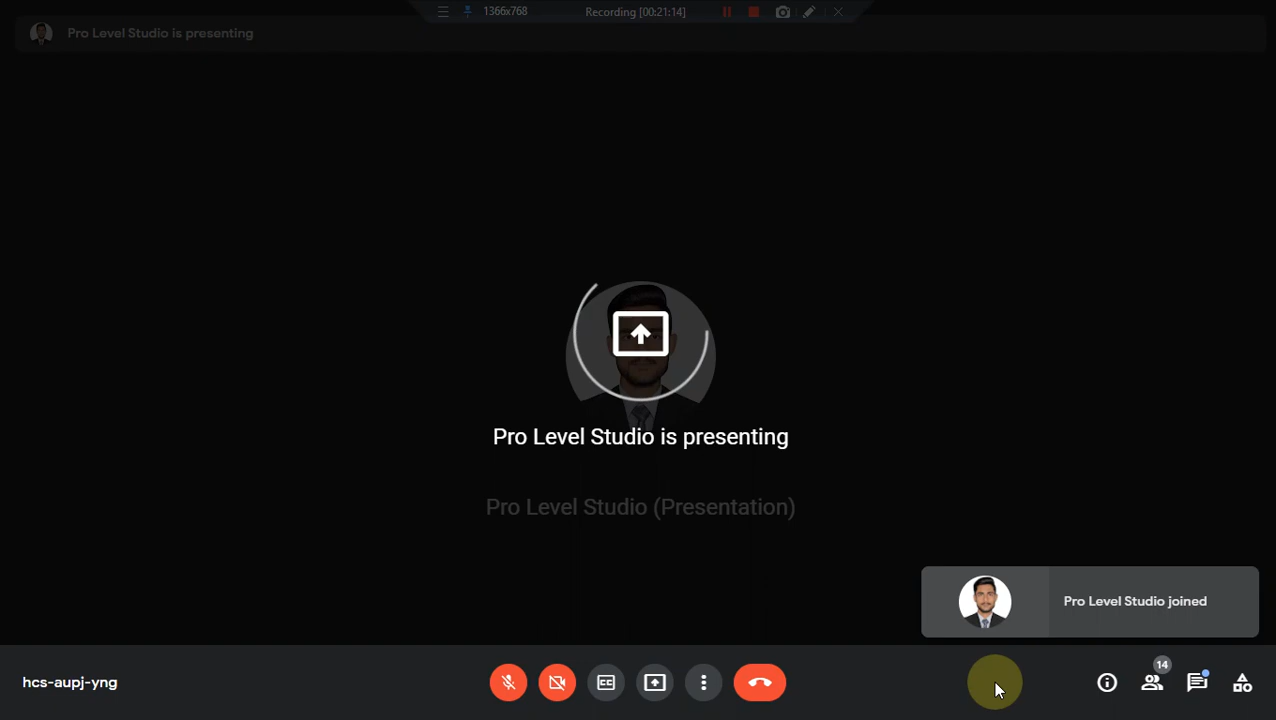 1366x768
Recording [00:21:14]
Pro Level Studio is presenting
Pro Level Studio is presenting
Pro Level Studio (Presentation)
Pro Level Studio joined
hcs-aupj-yng
CC
14